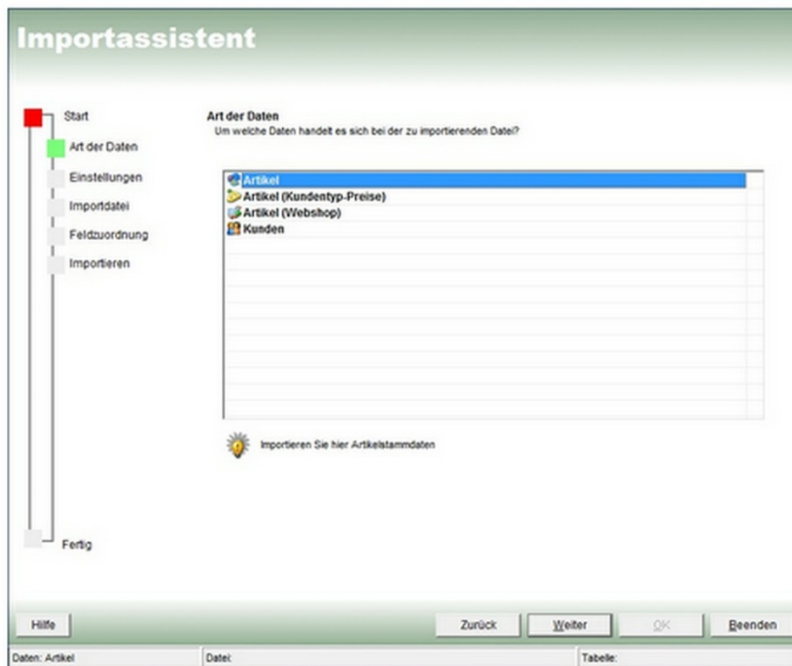 Importassistent
Start
Art der Daten
Einstellungen
Importdatei
Feldzuordnung
Importieren
Fertig
Art der Daten
Um welche Daten handelt es sich bei der zu importierenden Datei?
Artikel
Artikel (Kundentyp-Preise)
Artikel (Webshop)
Kunden
Importieren Sie hier Artikelstammdaten
Hilfe Zurück Weiter OK Beenden
Daten: Artikel Datei: Tabelle: